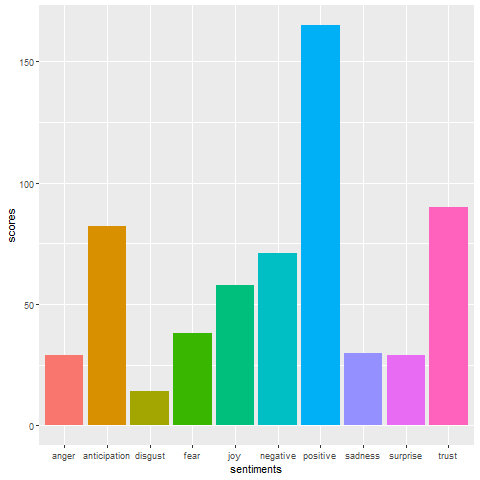 150
100
50
0
scores
anger anticipation disgust fear joy negative positive sadness surprise trust
sentiments